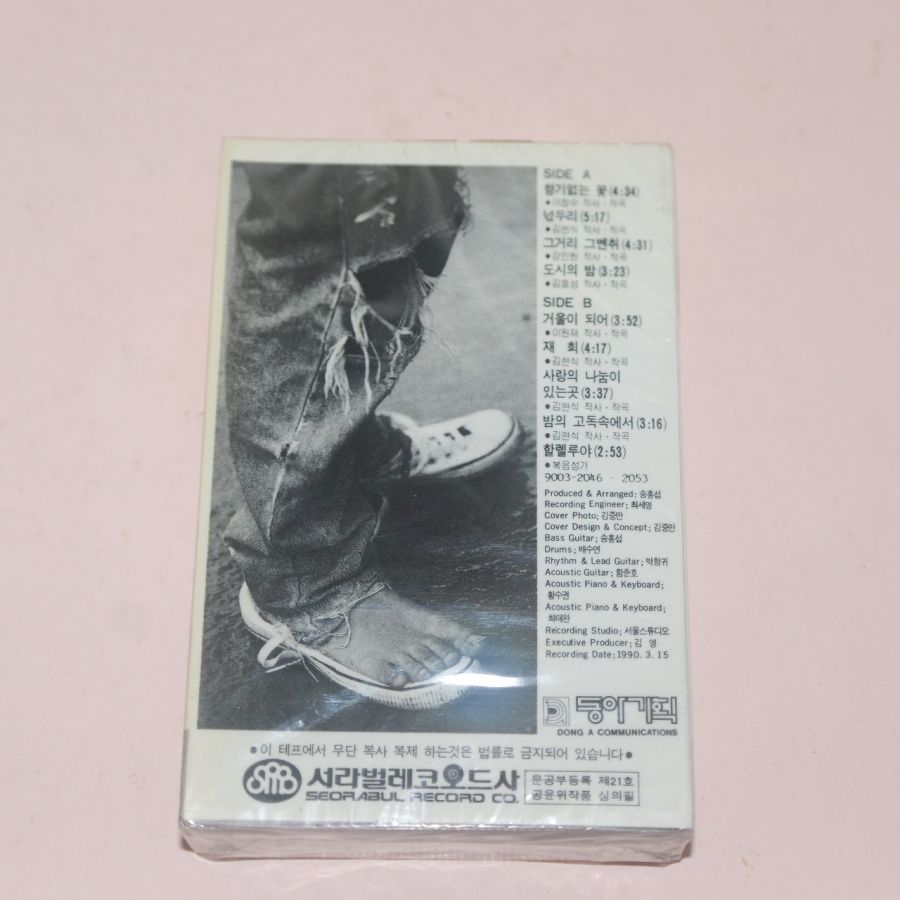 SIDE A
향기없는 꽃(4:34)
●이창수 작사·작곡
넋두리(5:17)
●김현식 작사·작곡
그거리 그벤취(4:31)
●강인원 작사·작곡
도시의 밤(3:23)
●김효성 작사·작곡
SIDE B
거울이 되어(3:52)
●이원재 작사·작곡
재 회(4:17)
●김현식 작사·작곡
사랑의 나눔이
있는곳(3:37)
●김현식 작사·작곡
밤의 고독속에서(3:16)
●김현식 작사·작곡
할렐루야(2:53)
●복음성가
9003-2046 - 2053
Produced & Arranged; 송홍섭
Recording Engineer; 최세영
Cover Photo; 김중만
Cover Design & Concept; 김중만
Bass Guitar; 송홍섭
Drums; 배수연
Rhythm & Lead Guitar; 박청귀
Acoustic Guitar; 함춘호
Acoustic Piano & Keyboard;
황수권
Acoustic Piano & Keyboard;
최태완
Recording Studio; 서울스튜디오
Executive Producer; 김 영
Recording Date; 1990. 3. 15
동아기획
DONG A COMMUNICATIONS
●이 테프에서 무단 복사 복제 하는것은 법률로 금지되어 있습니다●
SRB 서라벌레코오드사
SEORABUL RECORD CO.
문공부등록 제21호
공윤위작품 심의필